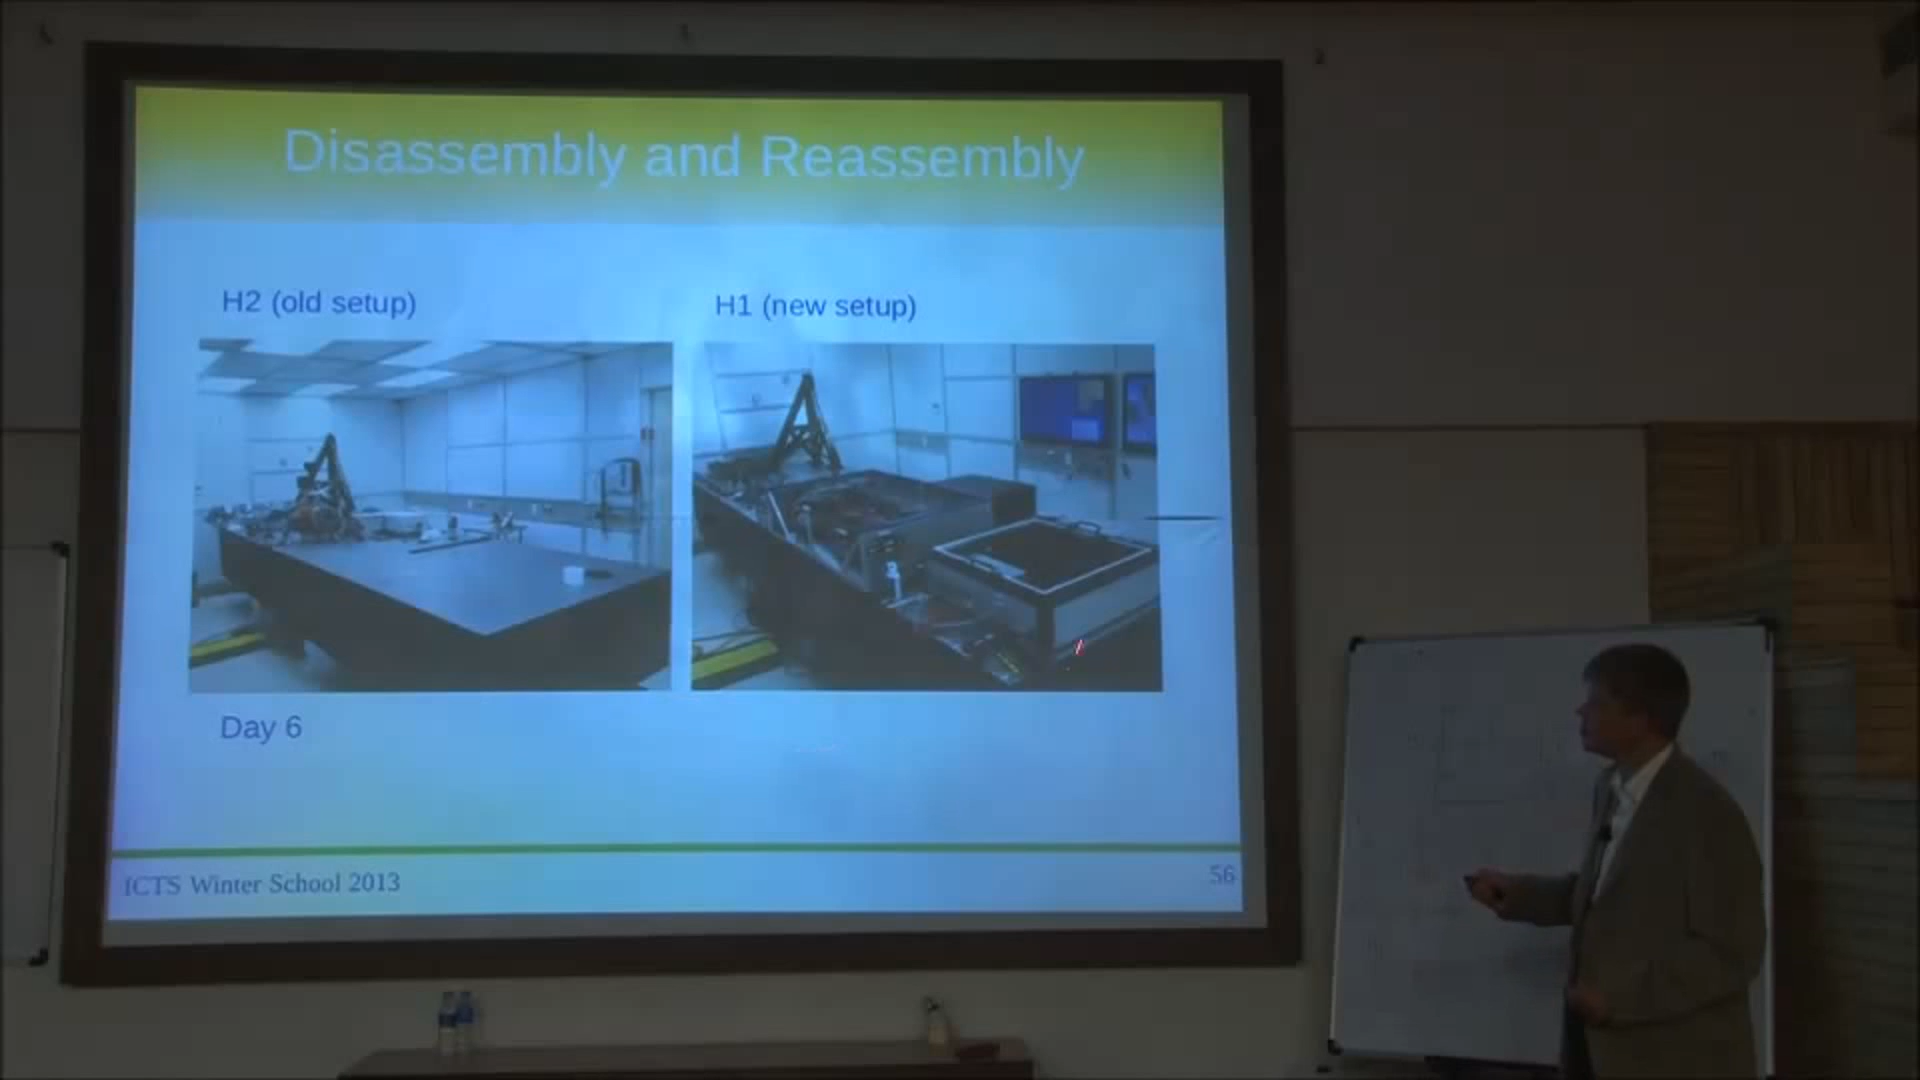 Disassembly and Reassembly
H2 (old setup)
H1 (new setup)
Day 6
ICTS Winter School 2013
56